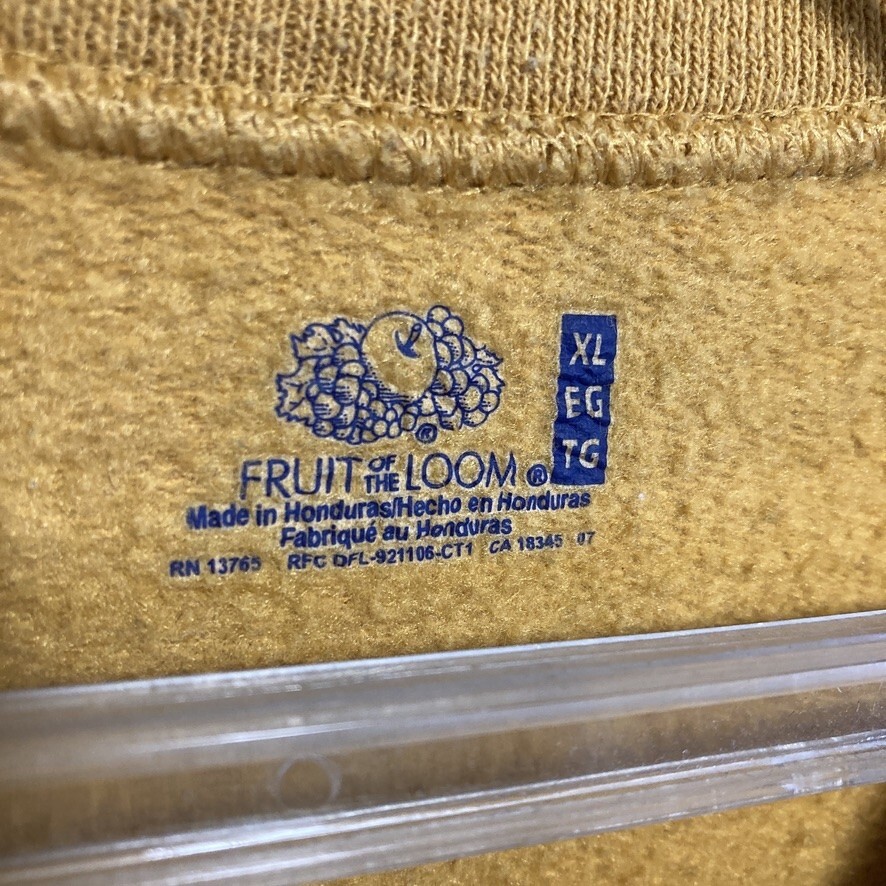 XL
EG
TG
FRUIT OF THE LOOM ®
Made in Honduras/Hecho en Honduras
Fabriqué au Honduras
RN 13765 RFC DFL-921106-CT1 CA 18345 07